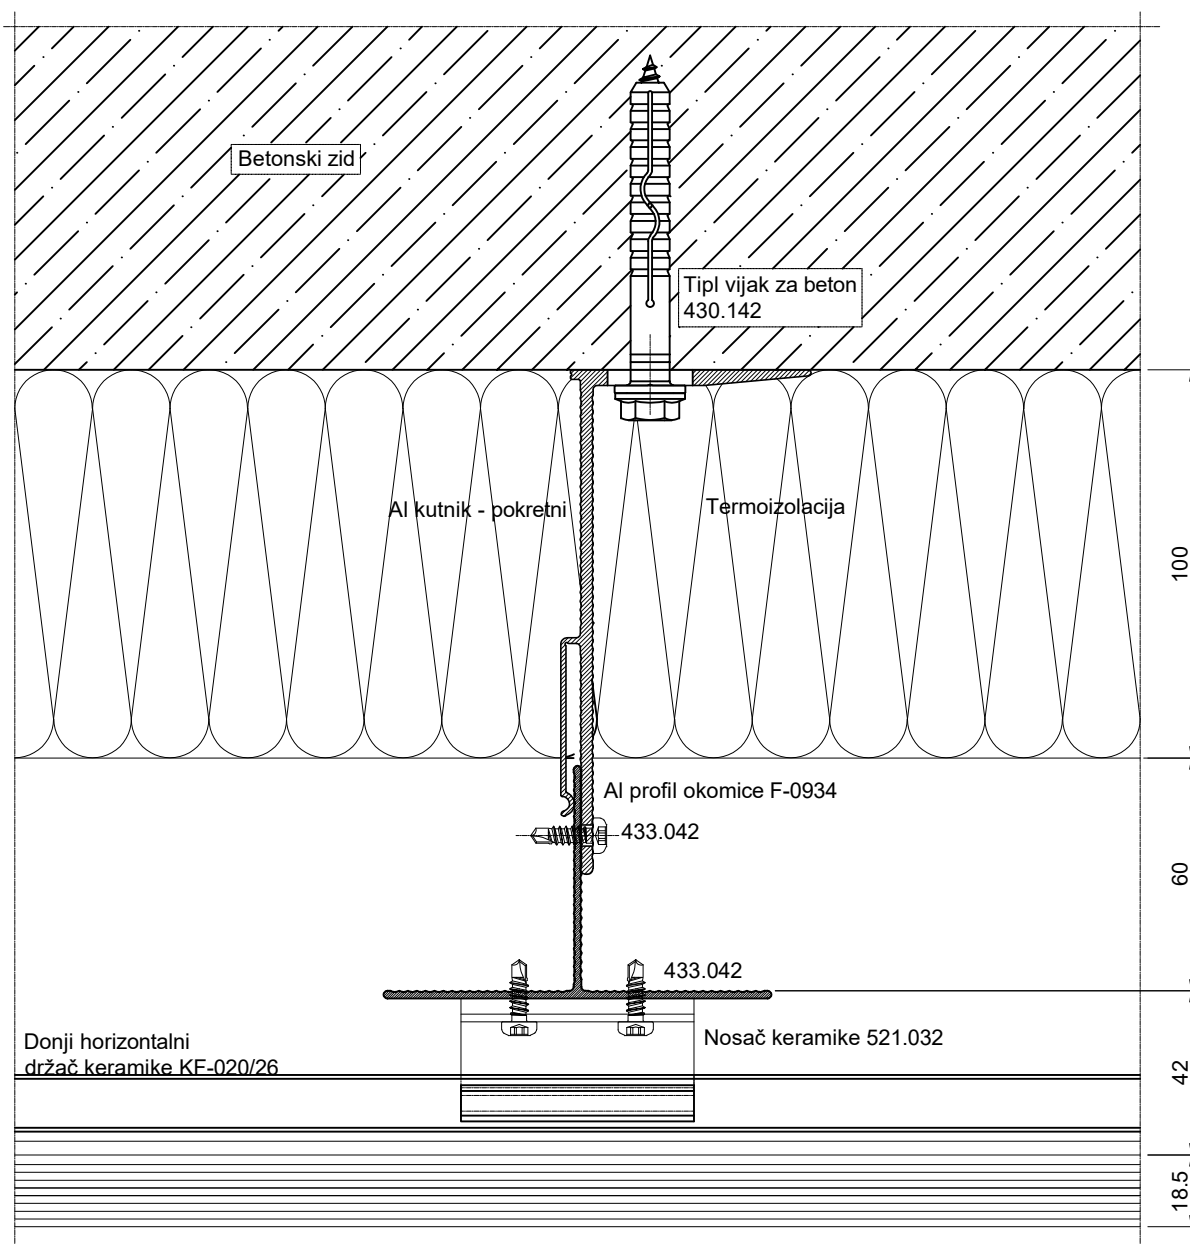 Betonski zid
Tipl vijak za beton
430.142
Al kutnik - pokretni
Termoizolacija
100
Al profil okomice F-0934
433.042
60
433.042
Nosač keramike 521.032
Donji horizontalni
držač keramike KF-020/26
42
18.5